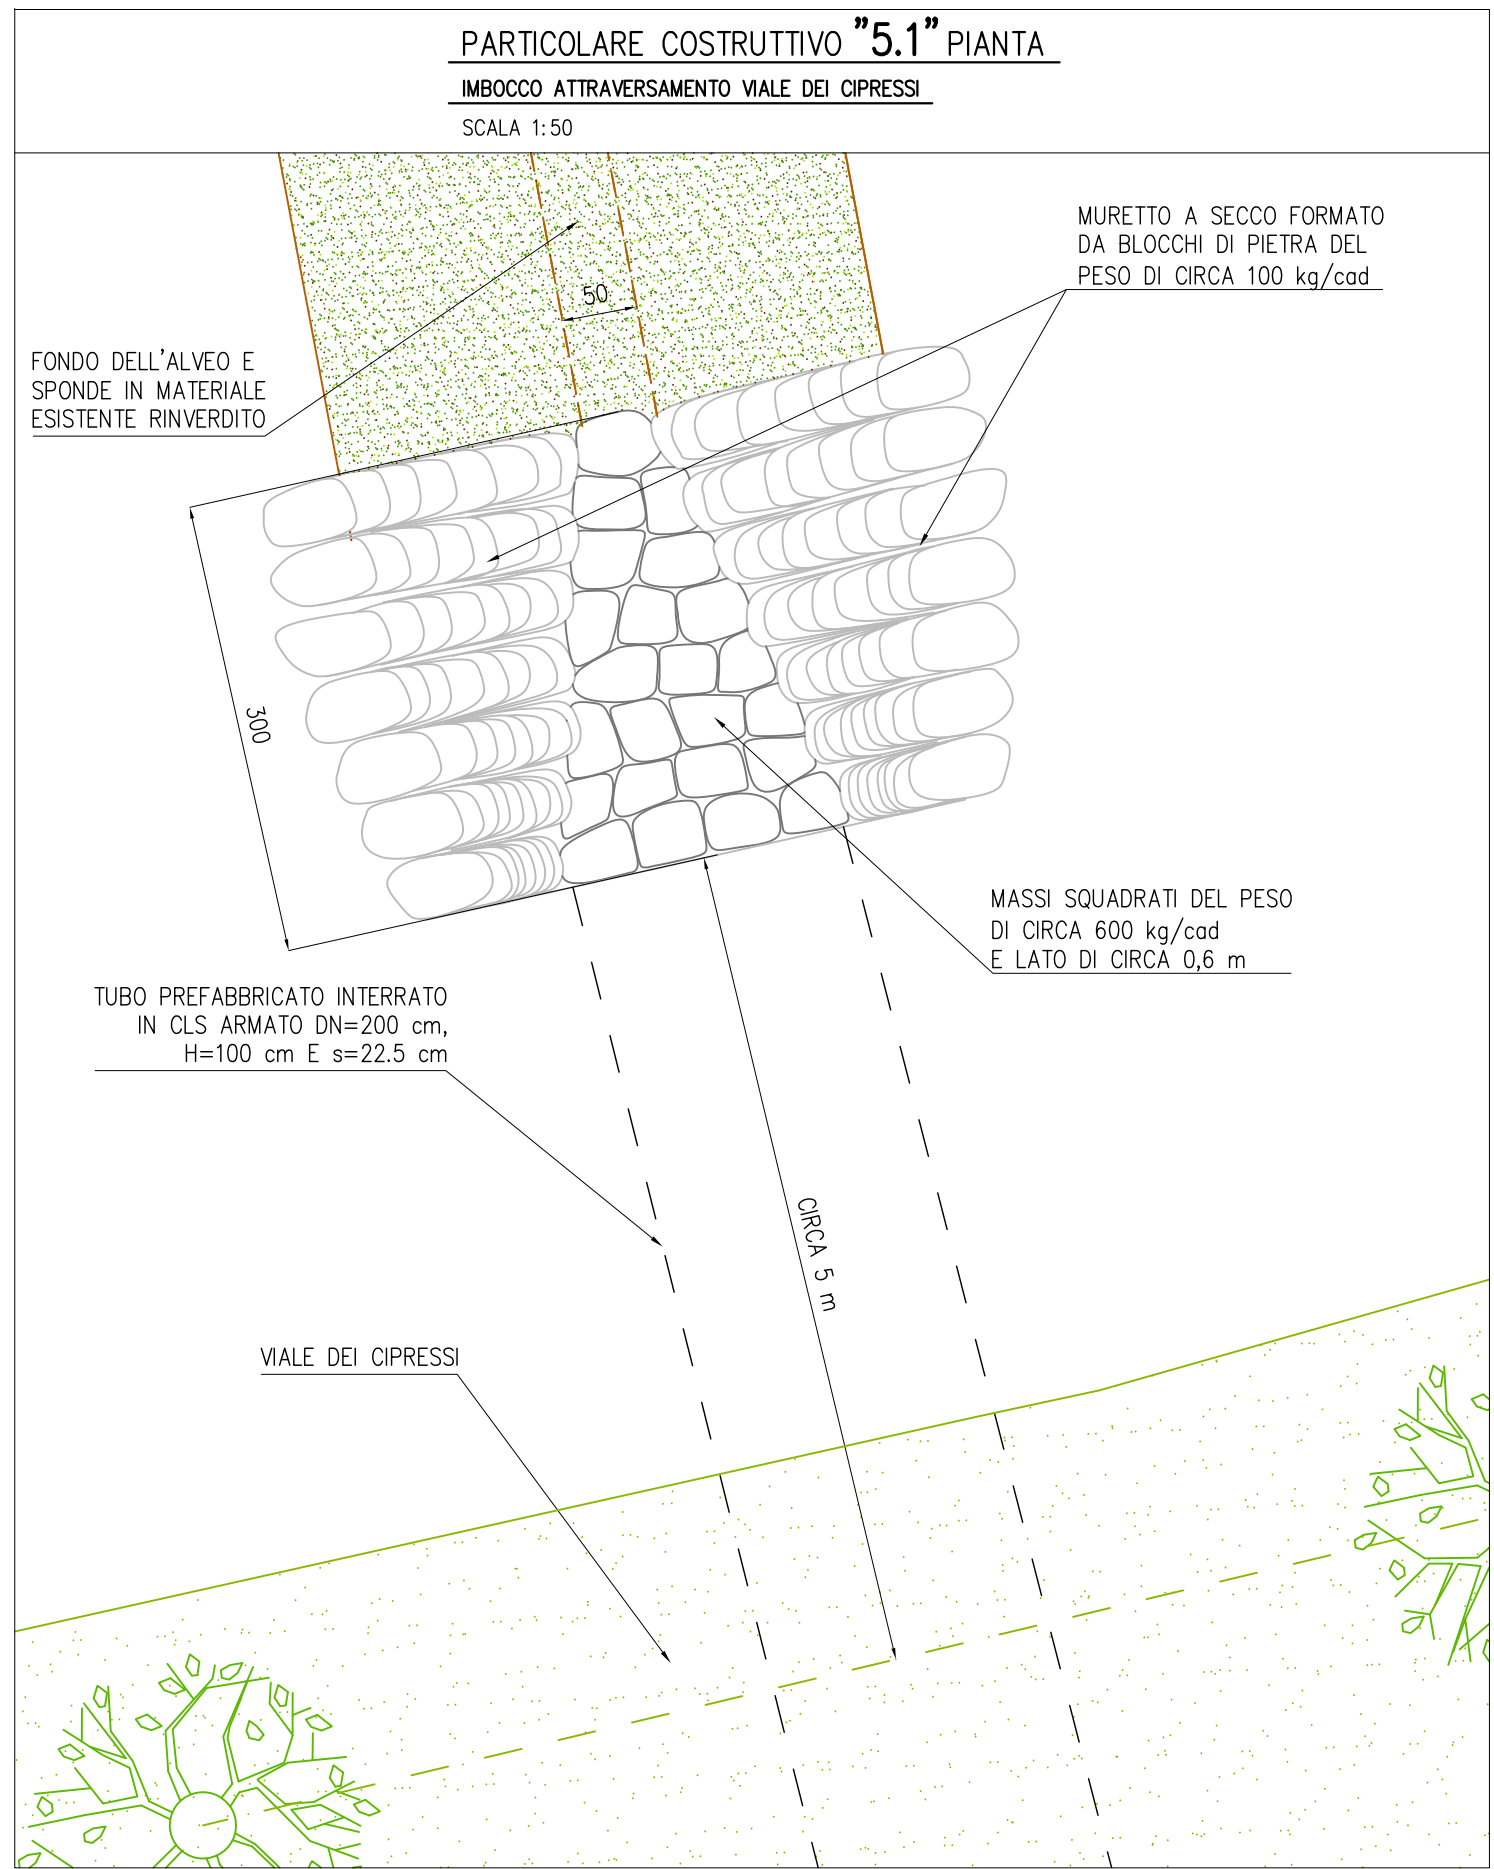 PARTICOLARE COSTRUTTIVO "5.1" PIANTA
IMBOCCO ATTRAVERSAMENTO VIALE DEI CIPRESSI
SCALA 1:50
MURETTO A SECCO FORMATO
DA BLOCCHI DI PIETRA DEL
PESO DI CIRCA 100 kg/cad
50
FONDO DELL'ALVEO E
SPONDE IN MATERIALE
ESISTENTE RINVERDITO
300
MASSI SQUADRATI DEL PESO
DI CIRCA 600 kg/cad
E LATO DI CIRCA 0,6 m
TUBO PREFABBRICATO INTERRATO
IN CLS ARMATO DN=200 cm,
H=100 cm E s=22.5 cm
CIRCA 5 m
VIALE DEI CIPRESSI